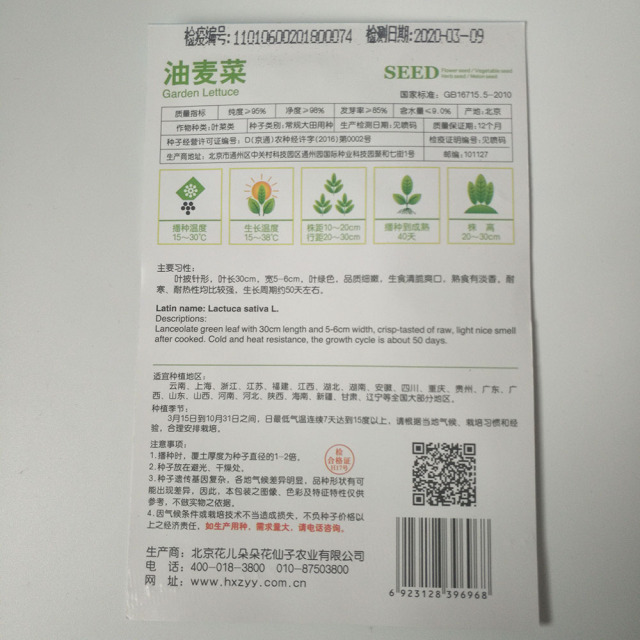 检疫编号:11010600201800074 检测日期:2020-03-09
油麦菜
Garden Lettuce
SEED Flower seed / Vegetable seed
Herb seed / Melon seed
国家标准: GB16715.5-2010
质量指标 纯度≥95% 净度≥98% 发芽率≥85% 含水量<9.0% 产地: 北京
作物种类: 叶菜类 种子类别: 常规大田用种 生产检测日期: 见喷码 质量保证期: 12个月
种子经营许可证编号: D(京通)农种经许字(2016)第0002号 检疫证明编号: 见喷码
生产商地址: 北京市通州区中关村科技园区通州园国际种业科技园聚和七街1号 邮编: 101127
播种温度 生长温度 株距10~20cm 播种到成熟 株 高
15~30℃ 15~38℃ 行距20~30cm 40天 20~30cm
主要习性:
叶披针形, 叶长30cm, 宽5-6cm, 叶绿色, 品质细嫩, 生食清脆爽口, 熟食有淡香, 耐
寒、耐热性均比较强, 生长周期约50天左右。
Latin name: Lactuca sativa L.
Descriptions:
Lanceolate green leaf with 30cm length and 5-6cm width, crisp-tasted of raw, light nice smell
after cooked. Cold and heat resistance, the growth cycle is about 50 days.
适宜种植地区:
云南、上海、浙江、江苏、福建、江西、湖北、湖南、安徽、四川、重庆、贵州、广东、广
西、山东、山西、河南、河北、陕西、海南、新疆、甘肃、辽宁等全国大部分地区。
种植季节:
3月15日到10月31日之间, 日最低气温连续7天达到15度以上, 请根据当地气候、栽培习惯和经
验, 合理安排栽培。
注意事项:
1.播种时, 覆土厚度为种子直径的1-2倍。
2.种子放在避光、干燥处。
3.种子遗传基因复杂, 各地气候差异明显, 品种形状有可
能出现差异, 因此, 本包装之图像、色彩及特征特性仅供
参考, 不做实物之依据。
4.因气候条件或栽培技术不当造成损失, 不负种子价格以
上之经济责任, 如生产用种, 需求量大, 请电话咨询。
检
合格证
生产商: 北京花儿朵朵花仙子农业有限公司
电 话: 400-018-3800 010-87503800
网 址: www.hxzyy.com.cn
6 923128 396968